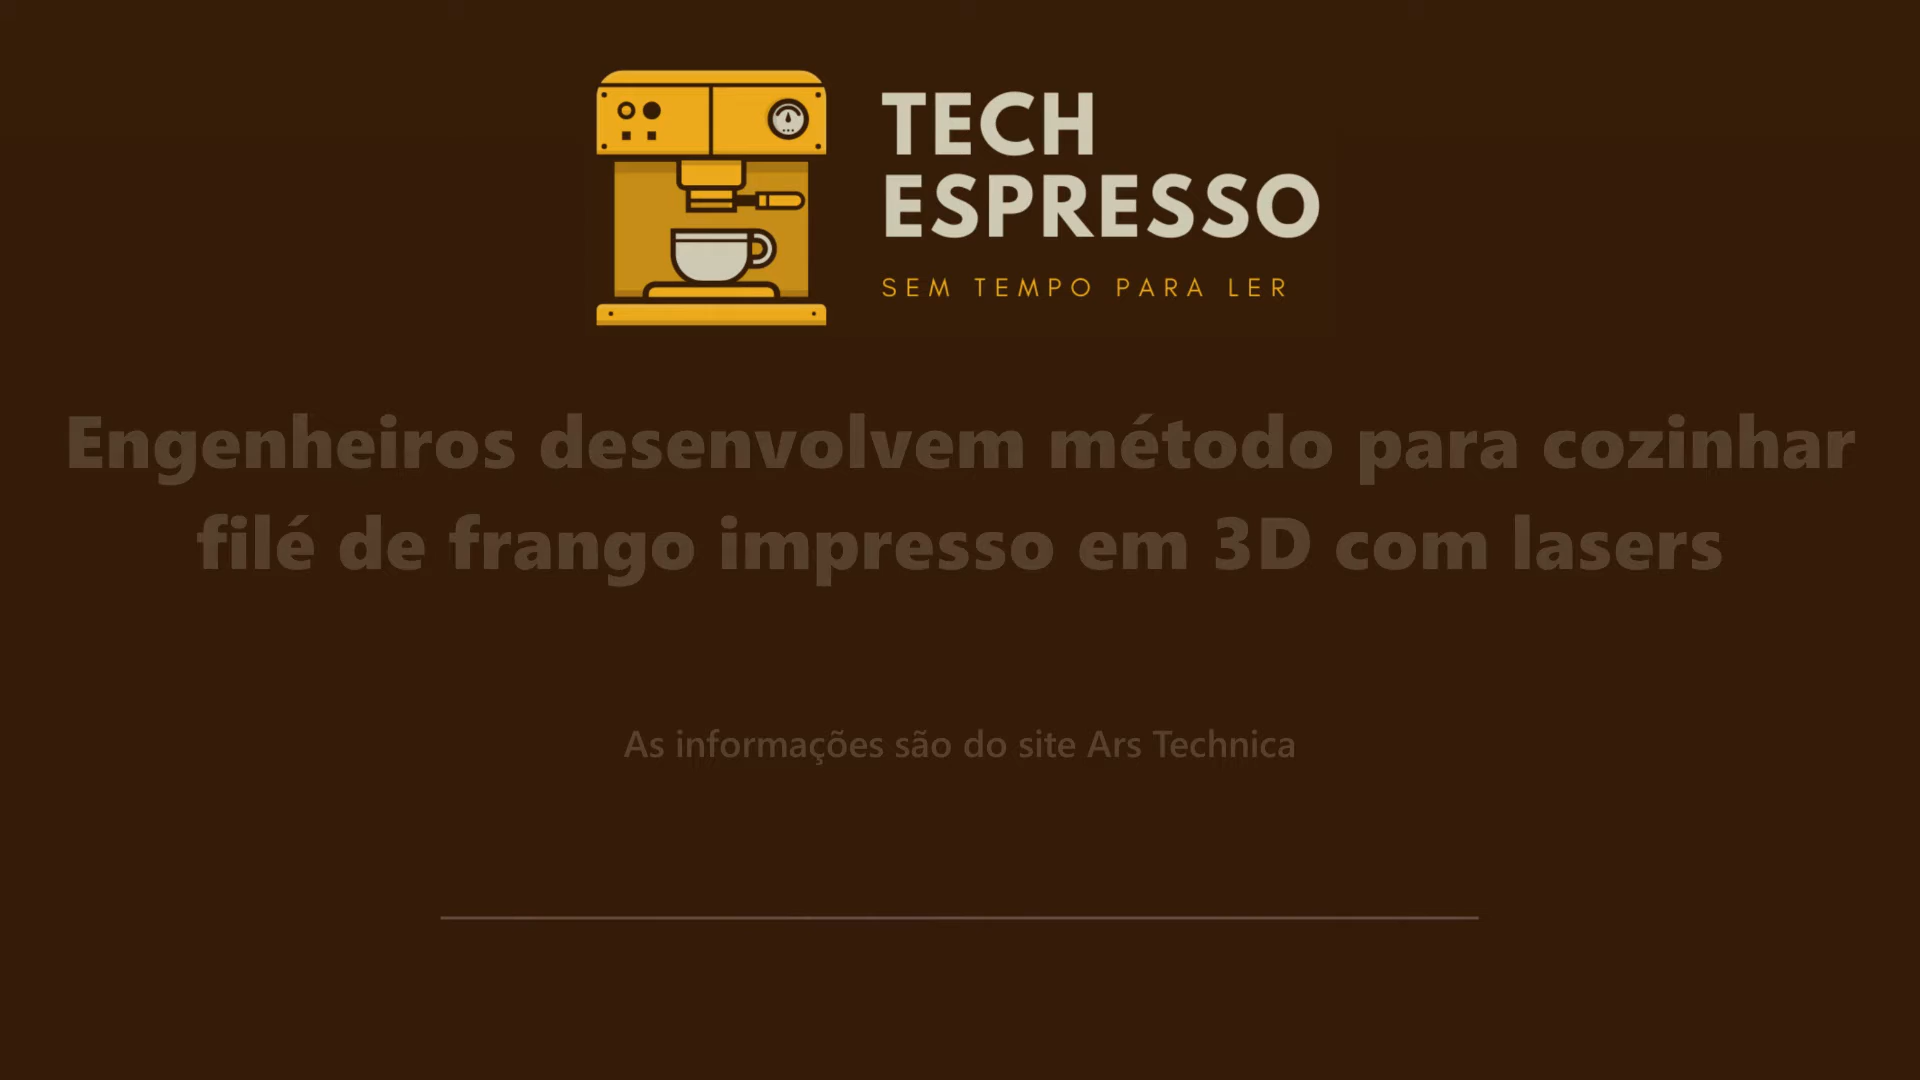 TECH
ESPRESSO
SEM TEMPO PARA LER
Engenheiros desenvolvem método para cozinhar
filé de frango impresso em 3D com lasers
As informações são do site Ars Technica